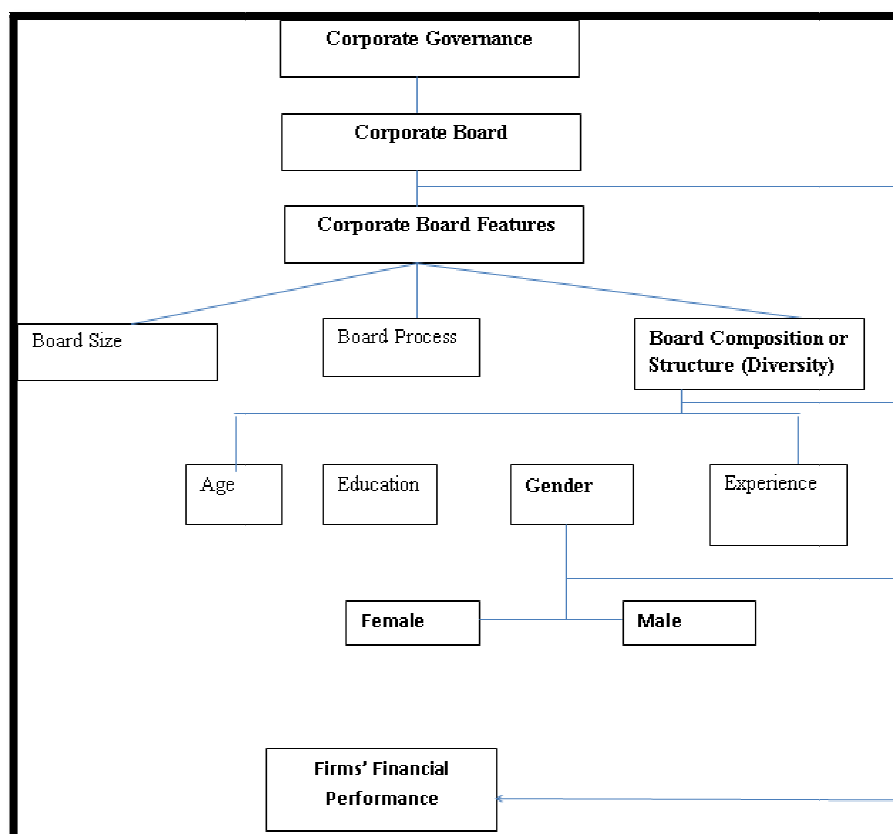 Corporate Governance
Corporate Board
Corporate Board Features
Board Size
Board Process
Board Composition or
Structure (Diversity)
Age
Education
Gender
Experience
Female
Male
Firms’ Financial
Performance